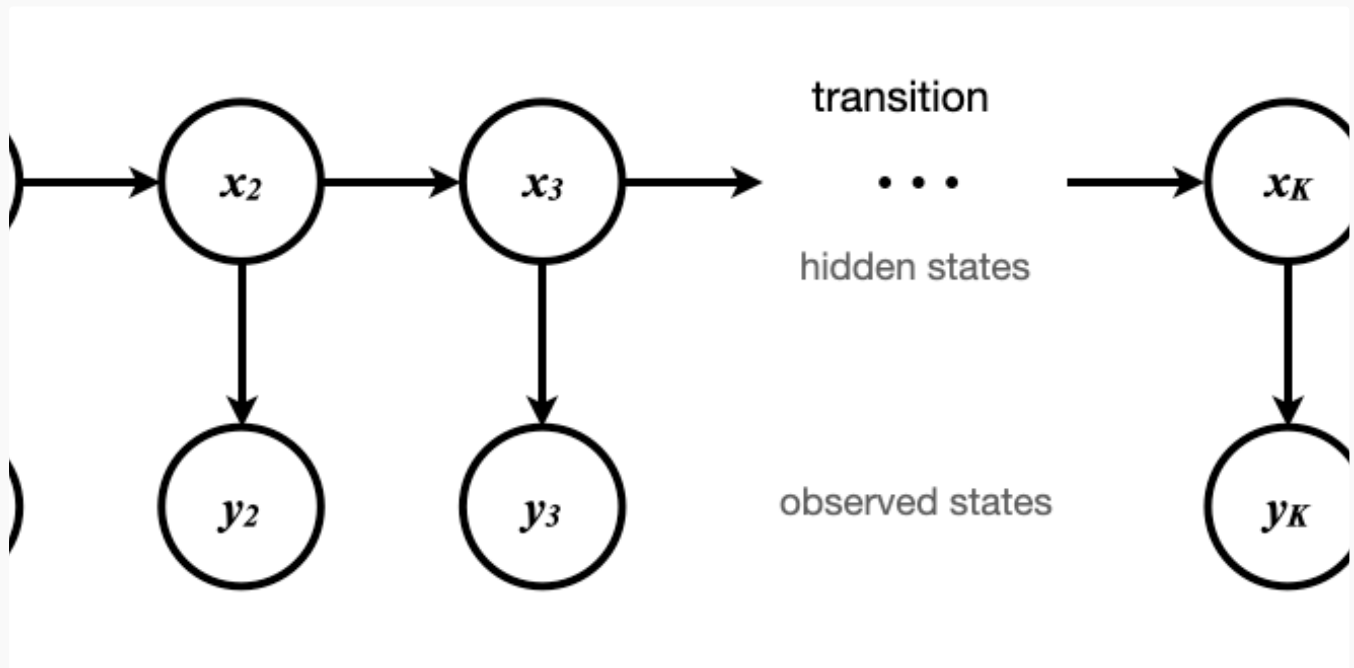 transition
x2
x3
...
xK
hidden states
y2
y3
observed states
yK